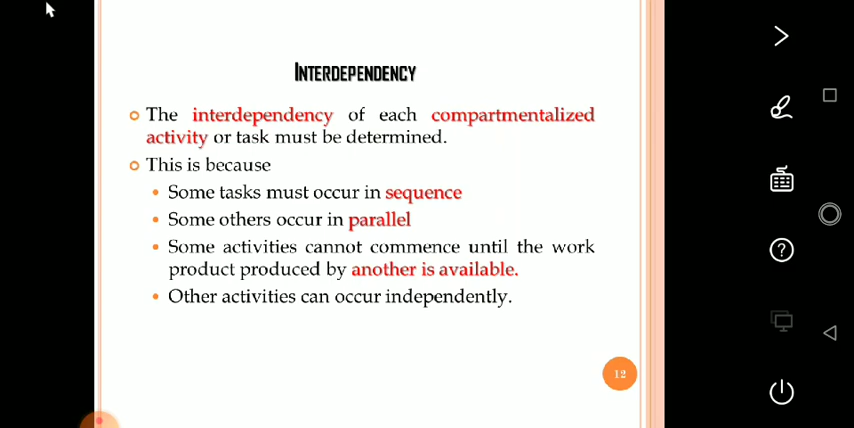 INTERDEPENDENCY
The interdependency of each compartmentalized
activity or task must be determined.
This is because
Some tasks must occur in sequence
Some others occur in parallel
Some activities cannot commence until the work
product produced by another is available.
Other activities can occur independently.
12